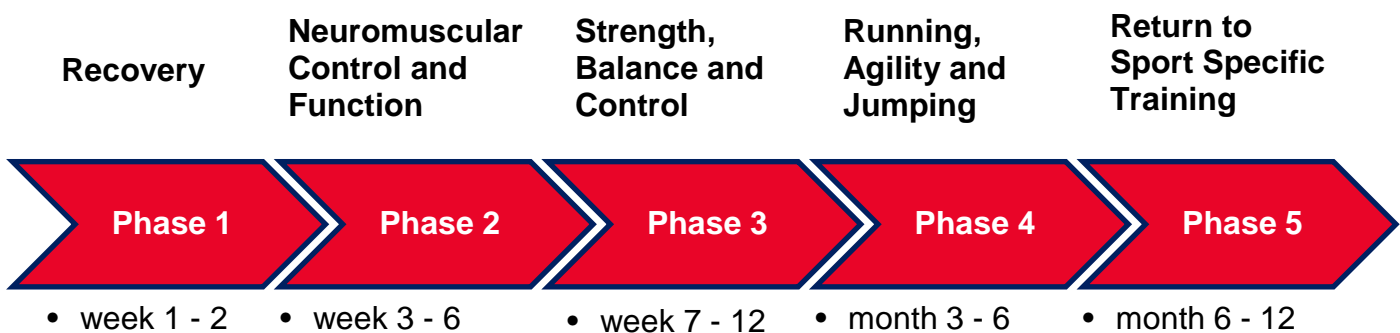 Recovery
Neuromuscular
Control and
Function
Strength,
Balance and
Control
Running,
Agility and
Jumping
Return to
Sport Specific
Training
Phase 1
Phase 2
Phase 3
Phase 4
Phase 5
• week 1 - 2
• week 3 - 6
• week 7 - 12
• month 3 - 6
• month 6 - 12